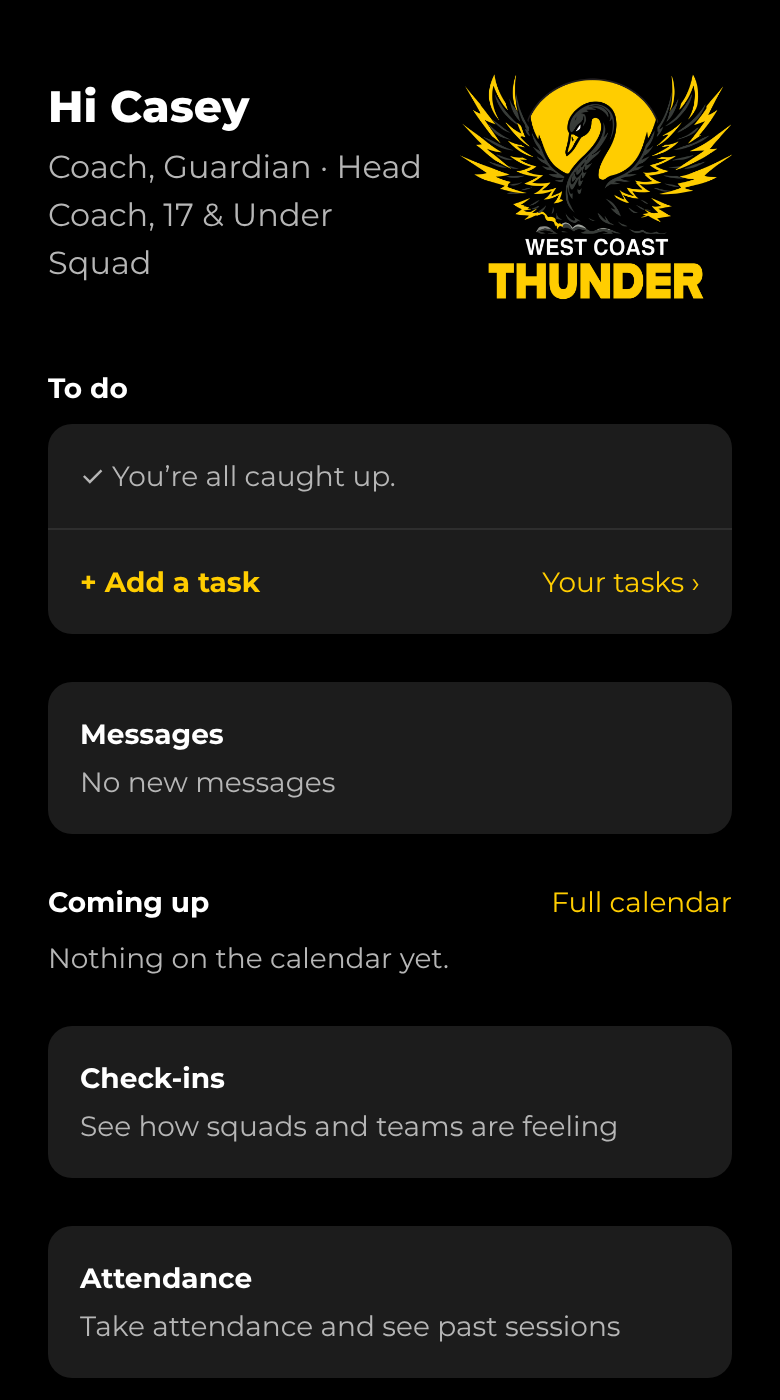 Hi Casey
Coach, Guardian · Head
Coach, 17 & Under
Squad
WEST COAST
THUNDER
To do
✓ You’re all caught up.
+ Add a task
Your tasks ›
Messages
No new messages
Coming up
Full calendar
Nothing on the calendar yet.
Check-ins
See how squads and teams are feeling
Attendance
Take attendance and see past sessions